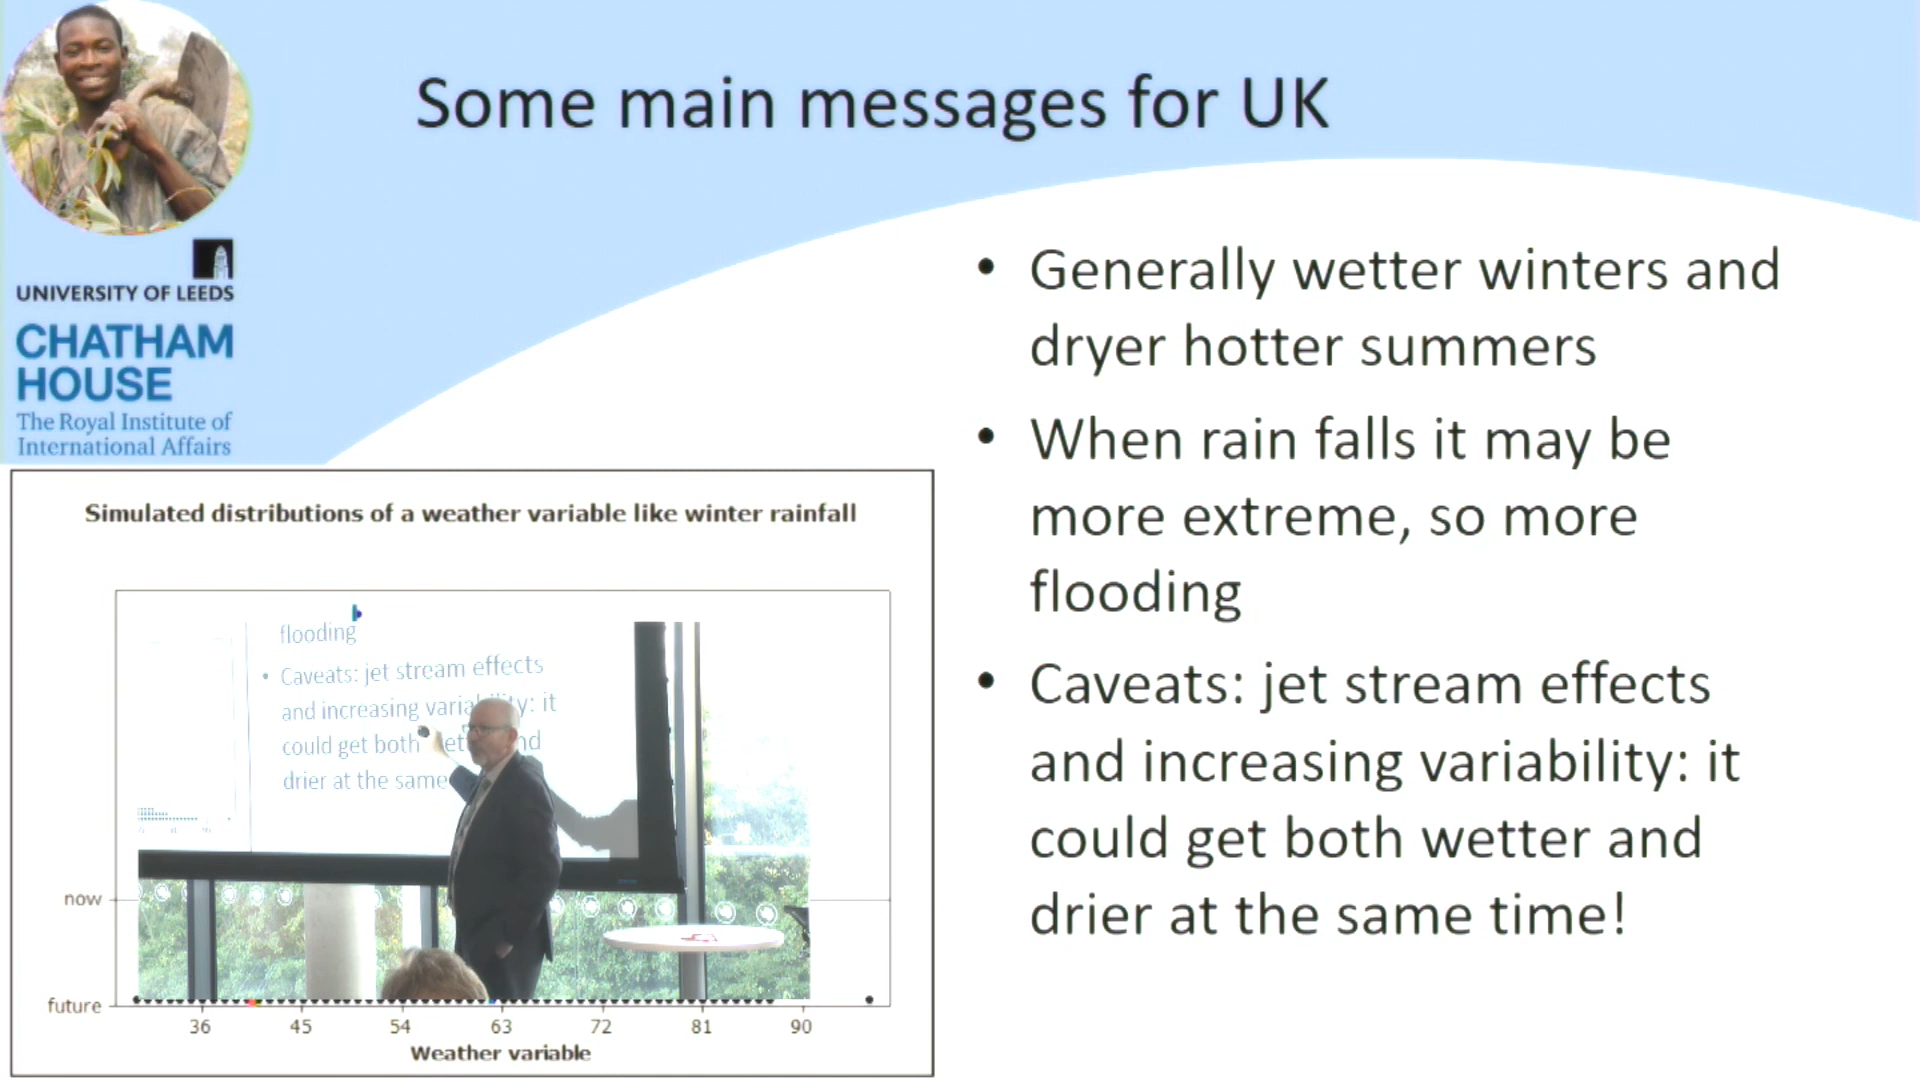 Some main messages for UK
UNIVERSITY OF LEEDS
CHATHAM
HOUSE
The Royal Institute of
International Affairs
• Generally wetter winters and
dryer hotter summers
• When rain falls it may be
more extreme, so more
flooding
• Caveats: jet stream effects
and increasing variability: it
could get both wetter and
drier at the same time!
Simulated distributions of a weather variable like winter rainfall
flooding
• Caveats: jet stream effects
and increasing it
could get both
drier at the same
now
future
36 45 54 63 72 81 90
Weather variable